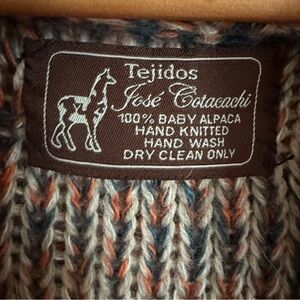 Tejidos
José Cotacachi
100% BABY ALPACA
HAND KNITTED
HAND WASH
DRY CLEAN ONLY